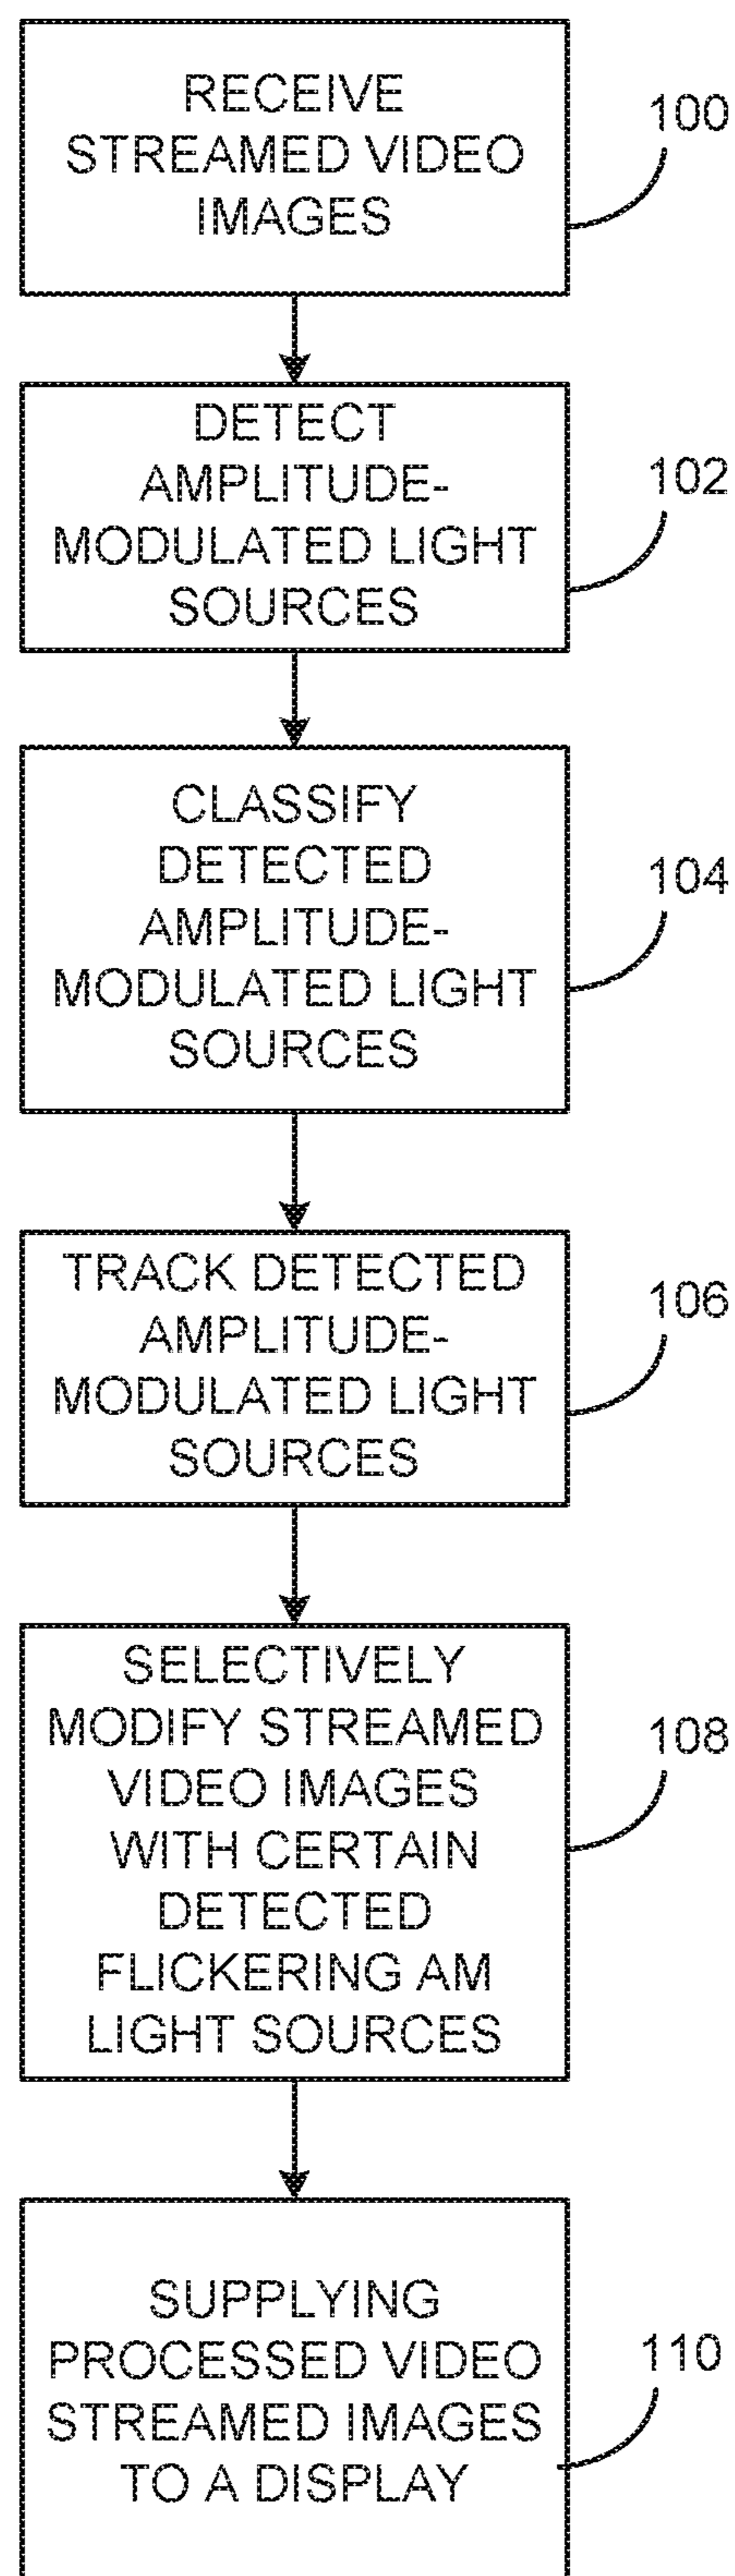 RECEIVE
STREAMED VIDEO
IMAGES
100
DETECT
AMPLITUDE-
MODULATED LIGHT
SOURCES
102
CLASSIFY
DETECTED
AMPLITUDE-
MODULATED LIGHT
SOURCES
104
TRACK DETECTED
AMPLITUDE-
MODULATED LIGHT
SOURCES
106
SELECTIVELY
MODIFY STREAMED
VIDEO IMAGES
WITH CERTAIN
DETECTED
FLICKERING AM
LIGHT SOURCES
108
SUPPLYING
PROCESSED VIDEO
STREAMED IMAGES
TO A DISPLAY
110